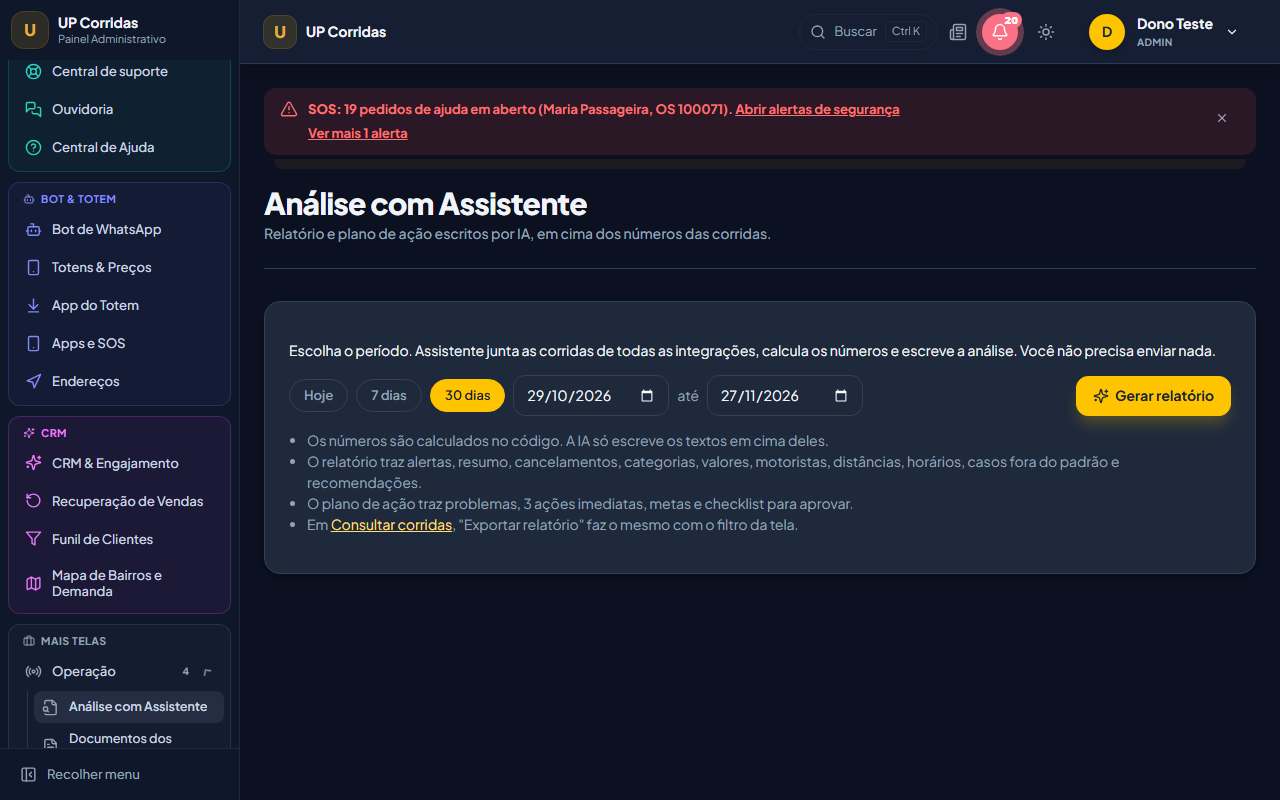 U
UP Corridas
Painel Administrativo
Central de suporte
Ouvidoria
Central de Ajuda
BOT & TOTEM
Bot de WhatsApp
Totens & Preços
App do Totem
Apps e SOS
Endereços
CRM
CRM & Engajamento
Recuperação de Vendas
Funil de Clientes
Mapa de Bairros e
Demanda
MAIS TELAS
Operação 4
Análise com Assistente
Documentos dos
Recolher menu
U UP Corridas
Buscar Ctrl K
20
D
Dono Teste
ADMIN
SOS: 19 pedidos de ajuda em aberto (Maria Passageira, OS 100071). Abrir alertas de segurança
Ver mais 1 alerta
Análise com Assistente
Relatório e plano de ação escritos por IA, em cima dos números das corridas.
Escolha o período. Assistente junta as corridas de todas as integrações, calcula os números e escreve a análise. Você não precisa enviar nada.
Hoje 7 dias 30 dias 29/10/2026 até 27/11/2026 Gerar relatório
• Os números são calculados no código. A IA só escreve os textos em cima deles.
• O relatório traz alertas, resumo, cancelamentos, categorias, valores, motoristas, distâncias, horários, casos fora do padrão e
recomendações.
• O plano de ação traz problemas, 3 ações imediatas, metas e checklist para aprovar.
• Em Consultar corridas, "Exportar relatório" faz o mesmo com o filtro da tela.